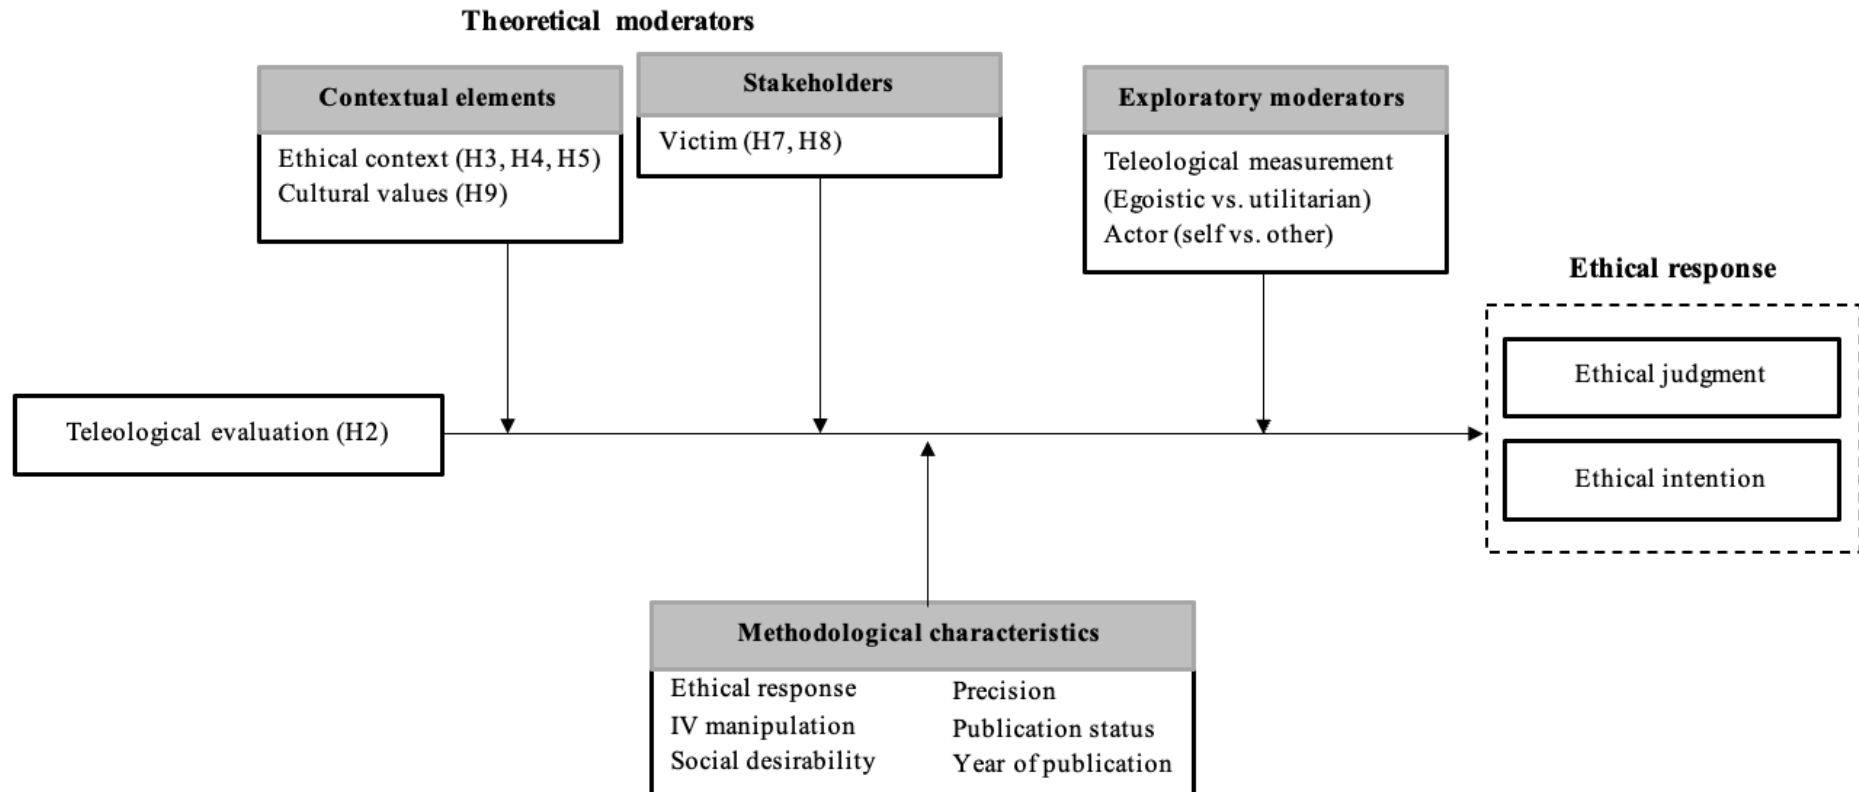 Theoretical moderators
Contextual elements
Ethical context (H3, H4, H5)
Cultural values (H9)
Stakeholders
Victim (H7, H8)
Exploratory moderators
Teleological measurement
(Egoistic vs. utilitarian)
Actor (self vs. other)
Ethical response
Ethical judgment
Ethical intention
Teleological evaluation (H2)
Methodological characteristics
Ethical response
IV manipulation
Social desirability
Precision
Publication status
Year of publication